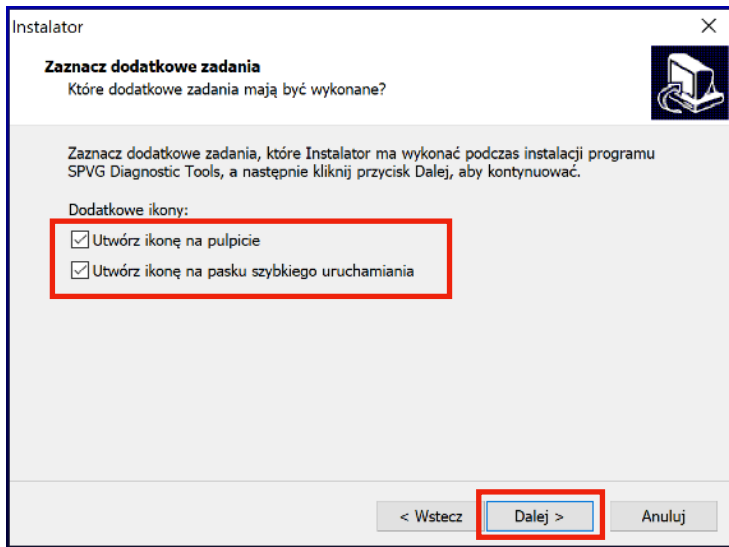 Instalator
Zaznacz dodatkowe zadania
Które dodatkowe zadania mają być wykonane?
Zaznacz dodatkowe zadania, które Instalator ma wykonać podczas instalacji programu
SPVG Diagnostic Tools, a następnie kliknij przycisk Dalej, aby kontynuować.
Dodatkowe ikony:
Utwórz ikonę na pulpicie
Utwórz ikonę na pasku szybkiego uruchamiania
< Wstecz
Dalej >
Anuluj